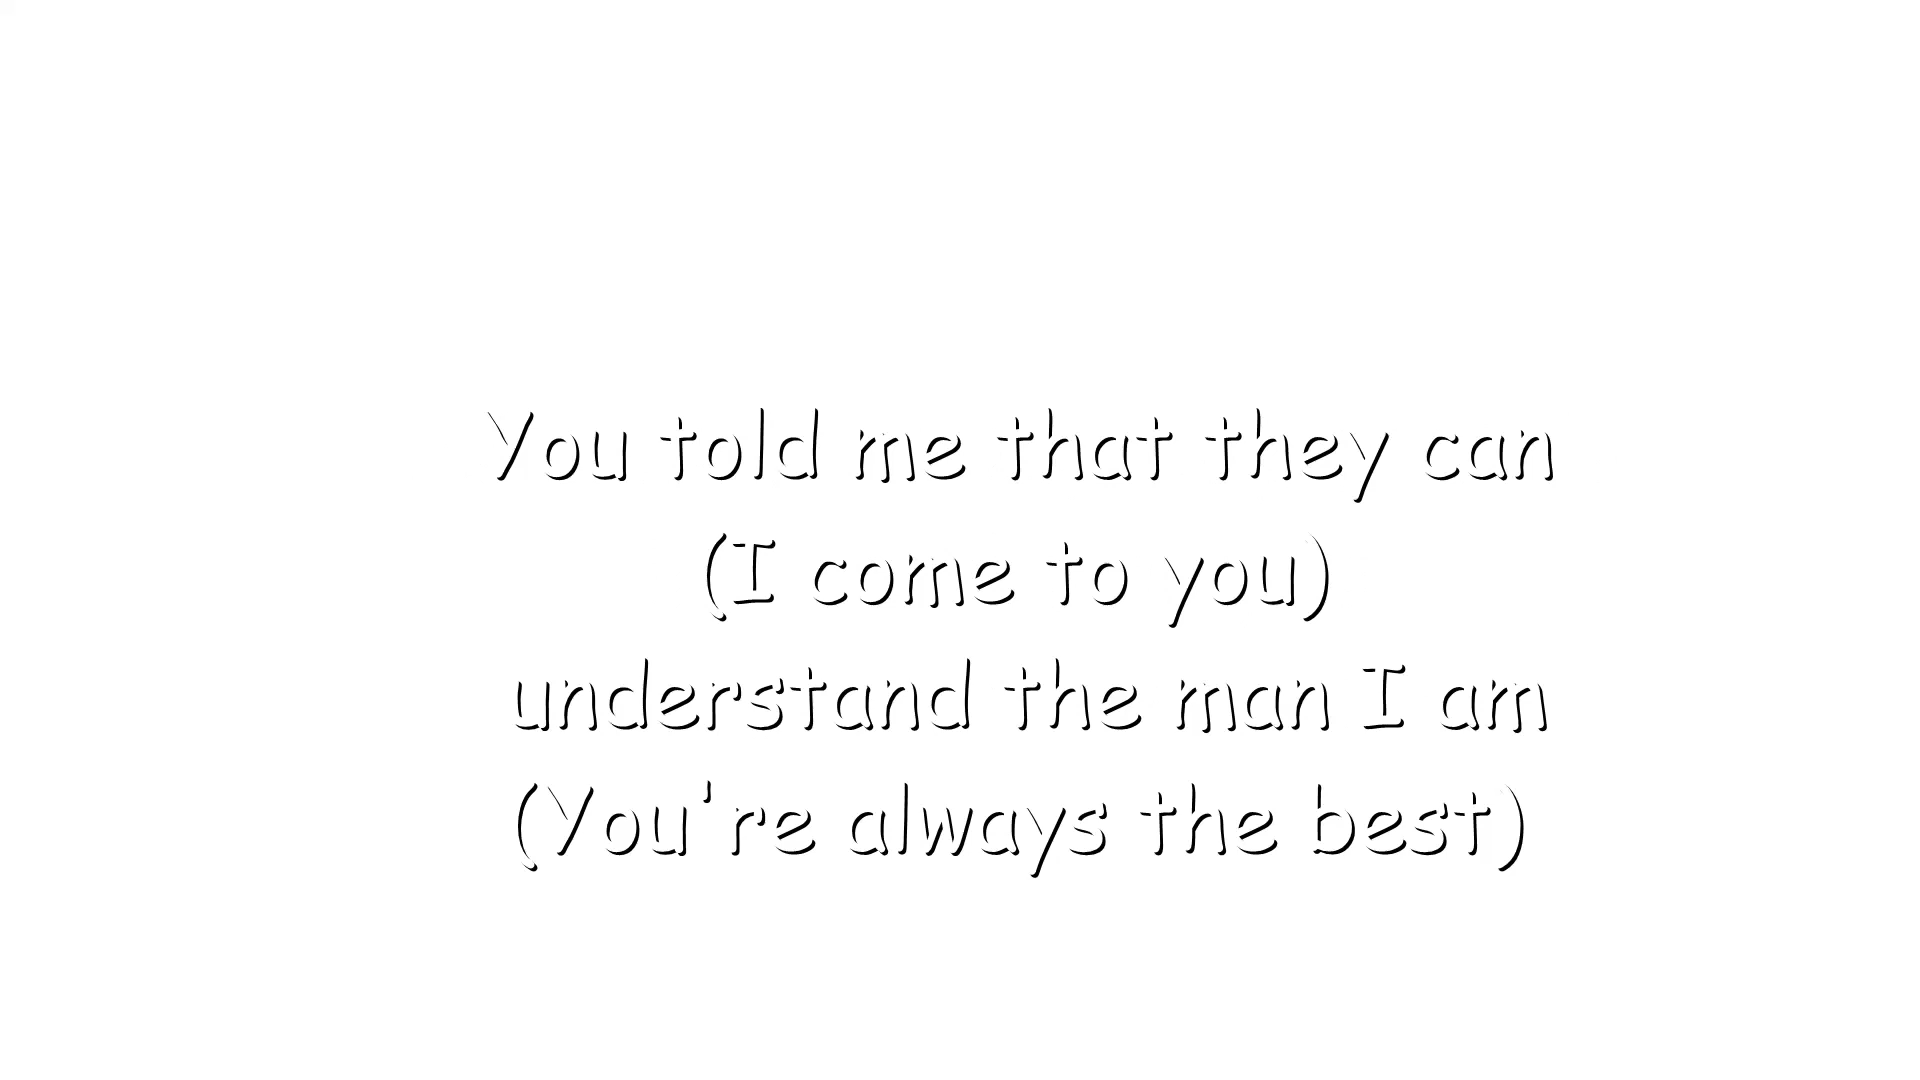 You told me that they can
(I come to you)
understand the man I am
(You're always the best)